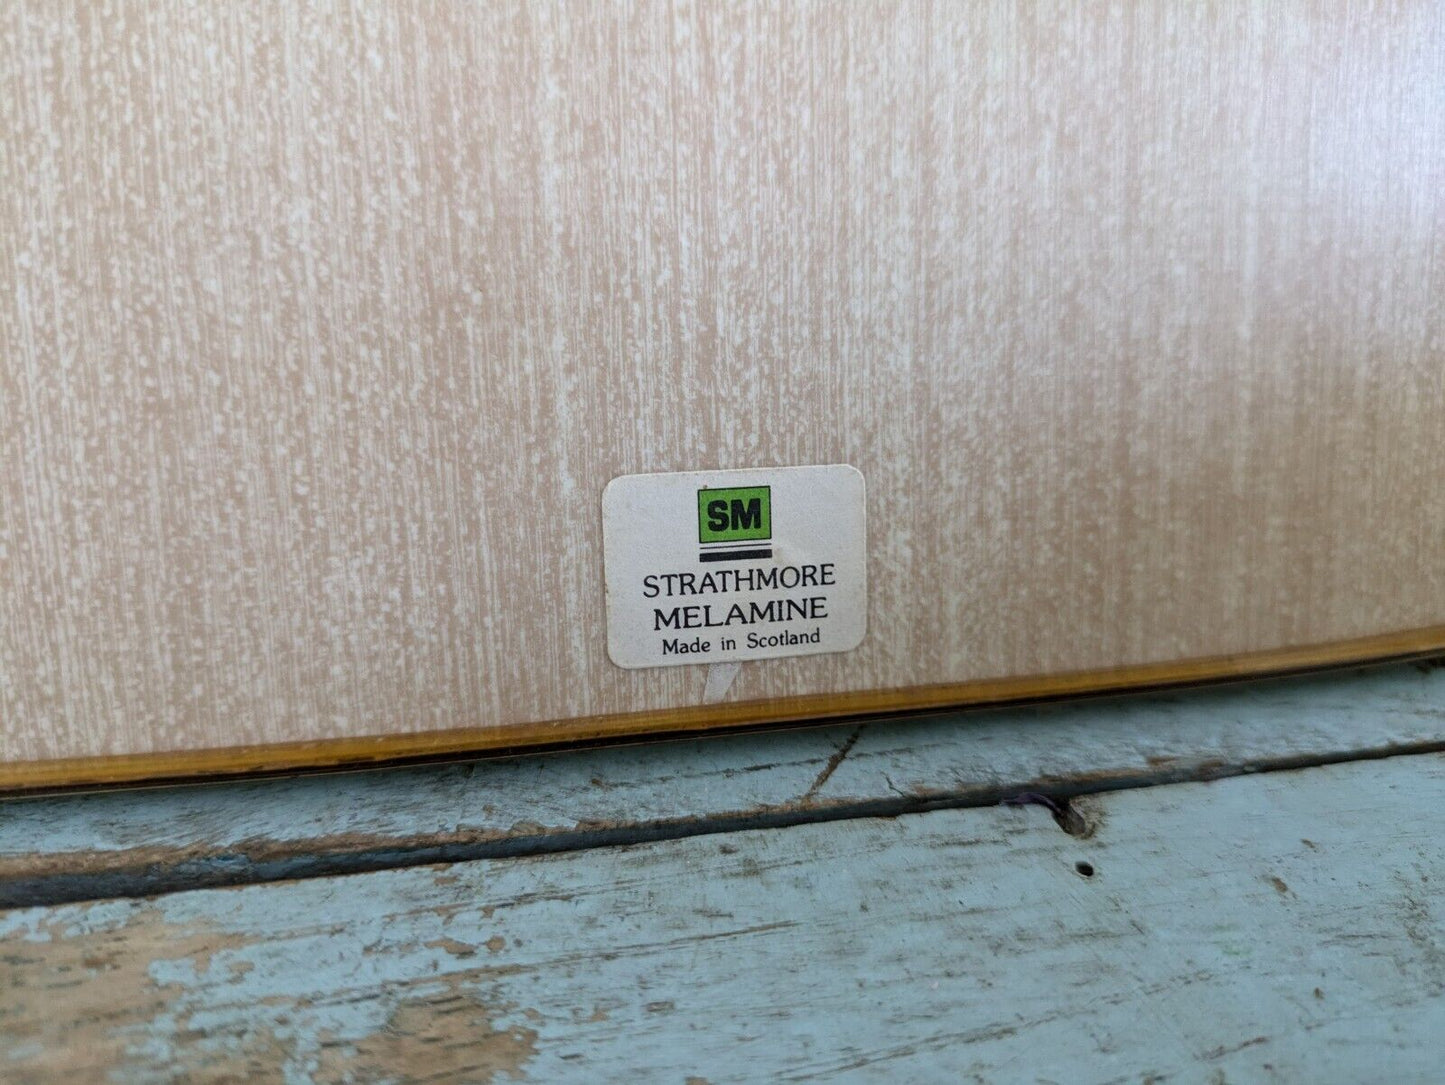 SM
STRATHMORE
MELAMINE
Made in Scotland